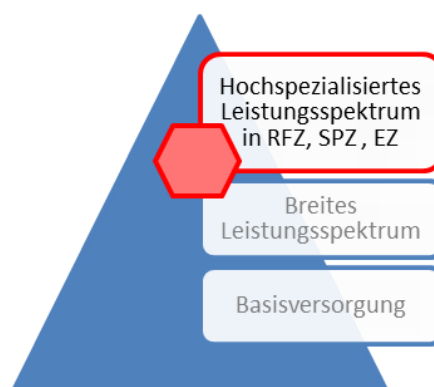 Hochspezialisiertes
Leistungsspektrum
in RFZ, SPZ , EZ
Breites
Leistungsspektrum
Basisversorgung